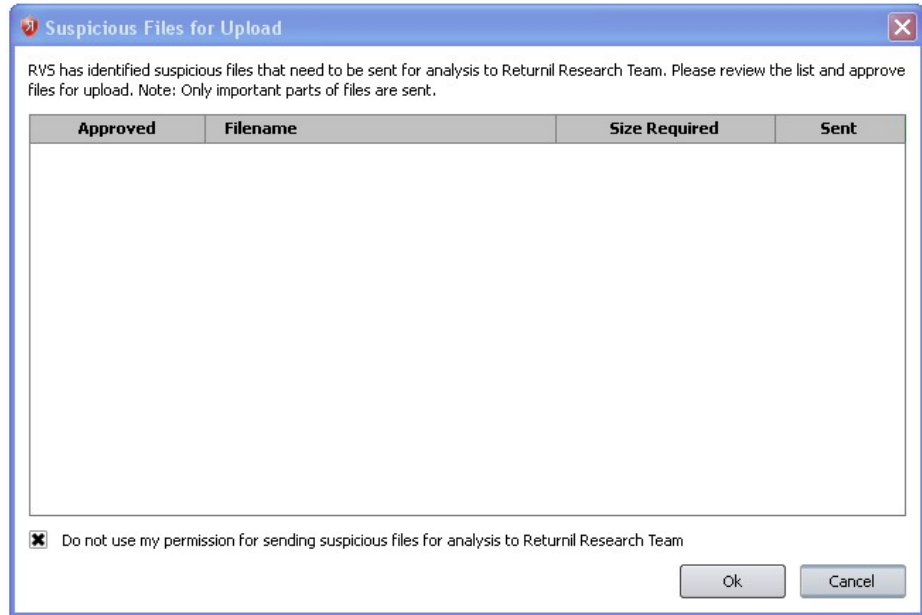 Suspicious Files for Upload
RVS has identified suspicious files that need to be sent for analysis to Returnil Research Team. Please review the list and approve
files for upload. Note: Only important parts of files are sent.
Approved Filename Size Required Sent
Do not use my permission for sending suspicious files for analysis to Returnil Research Team
Ok Cancel